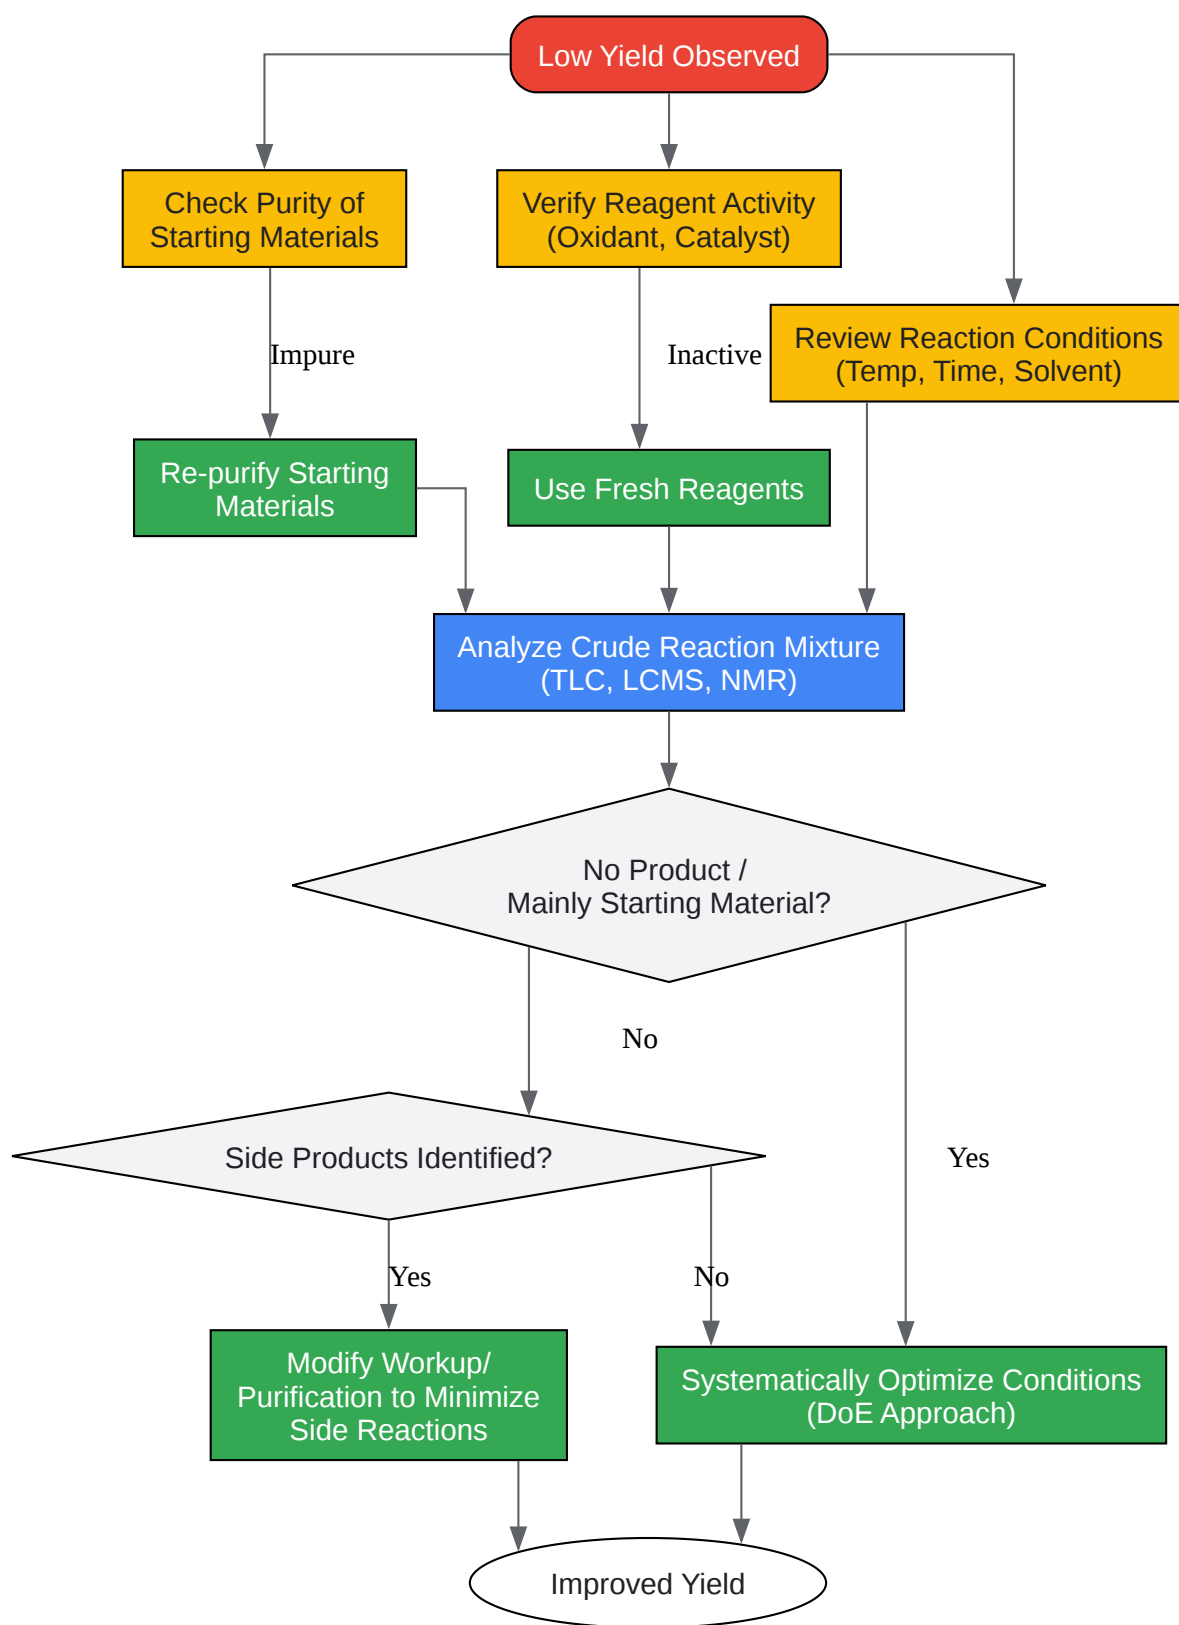 Low Yield Observed
Check Purity of
Starting Materials
Verify Reagent Activity
(Oxidant, Catalyst)
Review Reaction Conditions
(Temp, Time, Solvent)
Impure
Inactive
Re-purify Starting
Materials
Use Fresh Reagents
Analyze Crude Reaction Mixture
(TLC, LCMS, NMR)
No Product /
Mainly Starting Material?
No
Yes
Side Products Identified?
Yes
No
Modify Workup/
Purification to Minimize
Side Reactions
Systematically Optimize Conditions
(DoE Approach)
Improved Yield